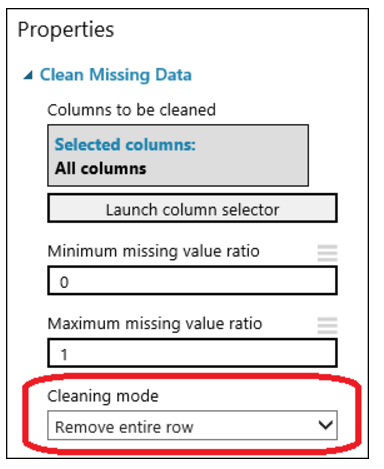 Properties
Clean Missing Data
Columns to be cleaned
Selected columns:
All columns
Launch column selector
Minimum missing value ratio
0
Maximum missing value ratio
1
Cleaning mode
Remove entire row